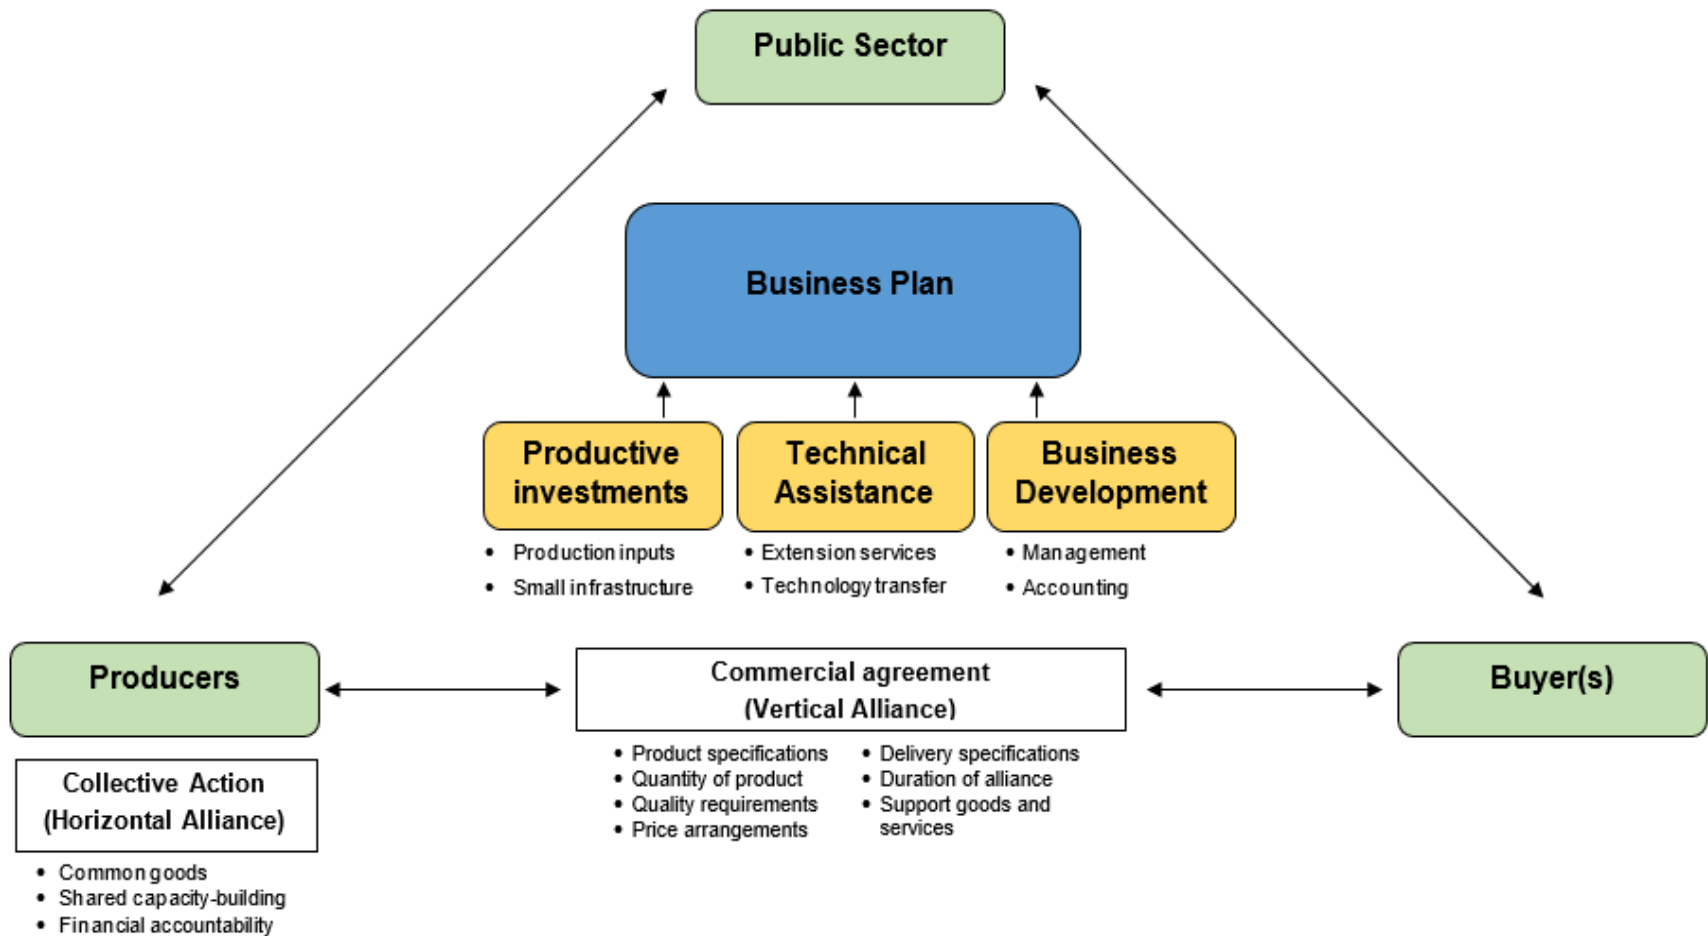 Public Sector
Business Plan
Productive
investments
Technical
Assistance
Business
Development
• Production inputs
• Small infrastructure
• Extension services
• Technology transfer
• Management
• Accounting
Producers
Commercial agreement
(Vertical Alliance)
Buyer(s)
• Product specifications
• Quantity of product
• Quality requirements
• Price arrangements
• Delivery specifications
• Duration of alliance
• Support goods and
services
Collective Action
(Horizontal Alliance)
• Common goods
• Shared capacity-building
• Financial accountability